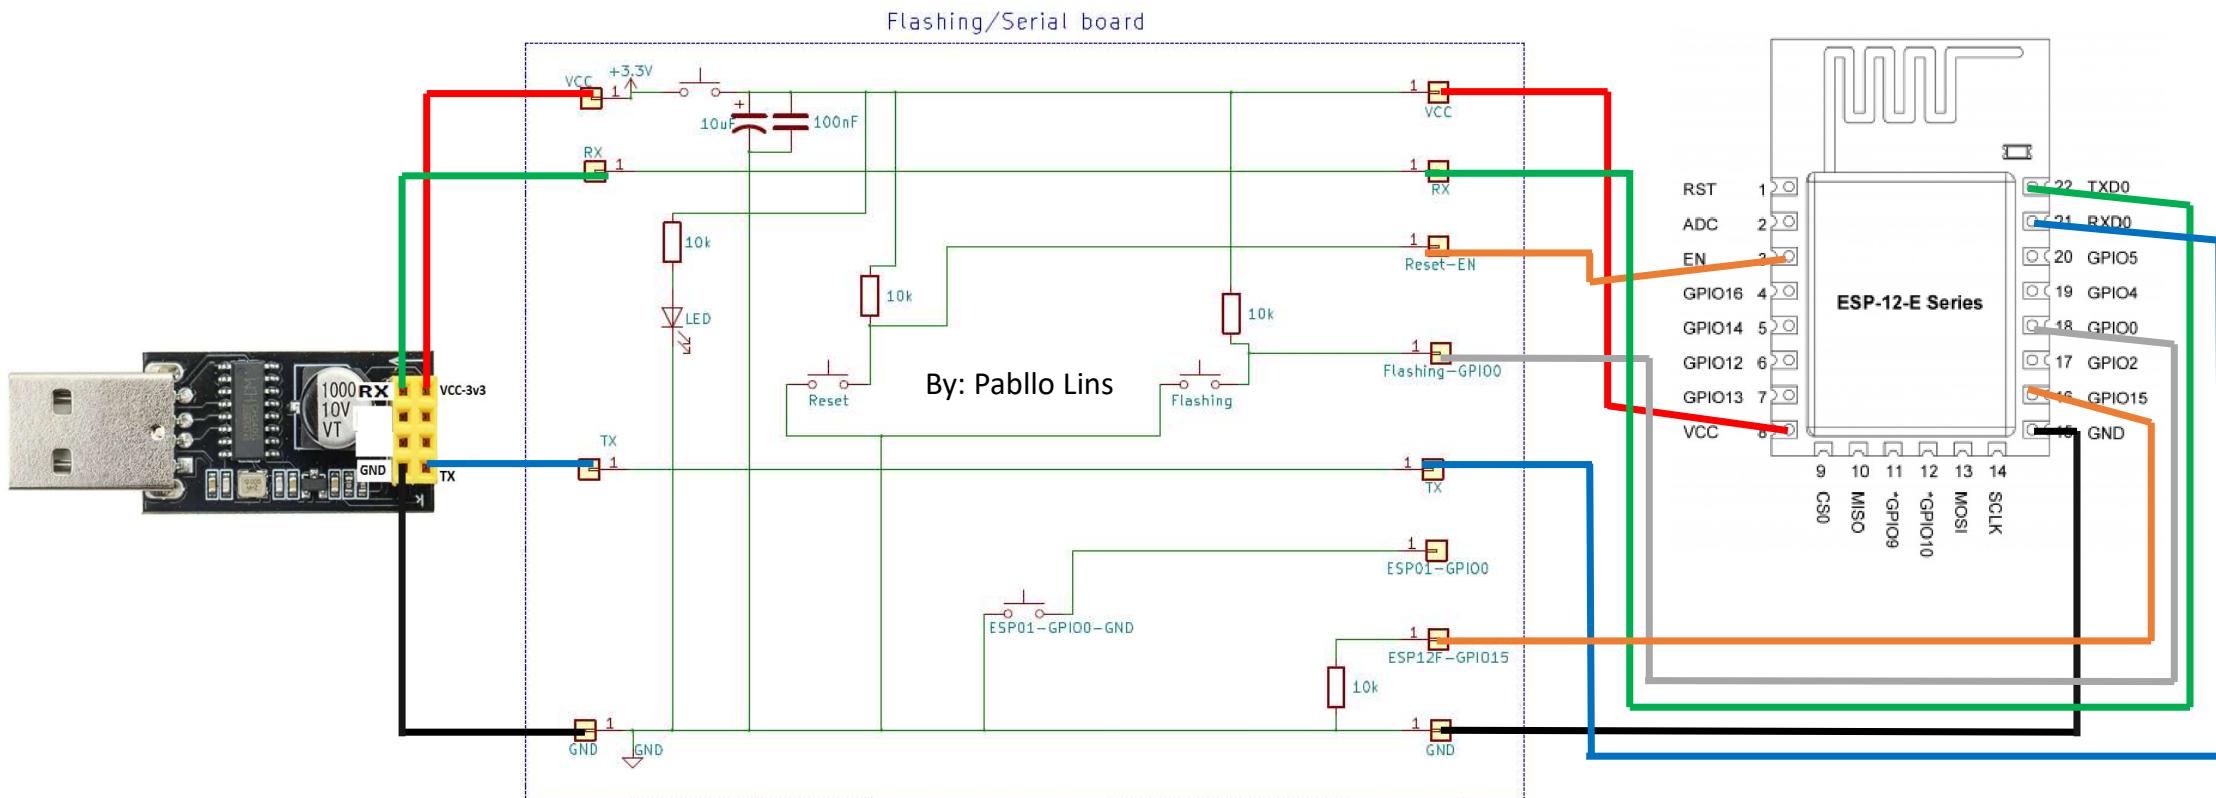 Flashing/Serial board
VCC
+3.3V
1
10uF
+
100nF
1
VCC
RX
1
1
RX
10k
LED
10k
1
Reset-EN
10k
1
Flashing-GPIO0
Reset
By: Pabllo Lins
Flashing
TX
1
1
TX
1
ESP01-GPIO0
ESP01-GPIO0-GND
1
ESP12F-GPIO15
10k
1
GND
GND
1
GND
1000
10V
VT
RX
VCC-3v3
GND
TX
RST 1
ADC 2
EN 3
GPIO16 4
GPIO14 5
GPIO12 6
GPIO13 7
VCC 8
ESP-12-E Series
22 TXD0
21 RXD0
20 GPIO5
19 GPIO4
18 GPIO0
17 GPIO2
16 GPIO15
15 GND
9 10 11 12 13 14
CS0
MISO
*GPIO9
*GPIO10
MOSI
SCLK